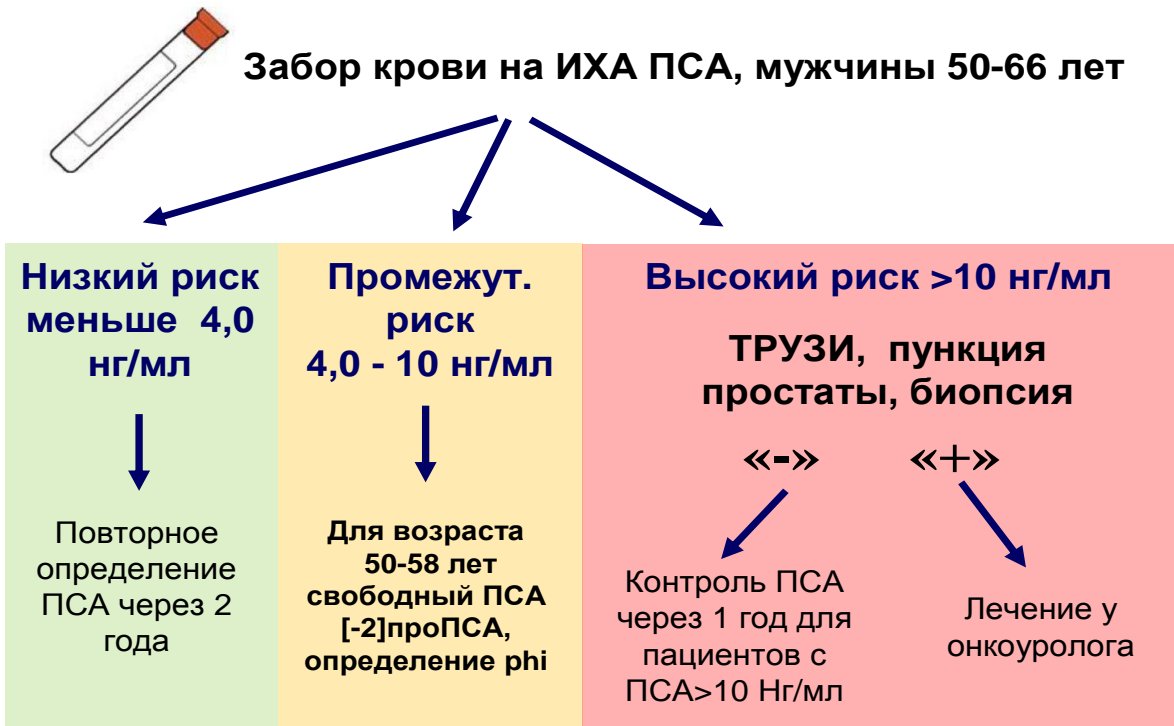 Забор крови на ИХА ПСА, мужчины 50-66 лет
Низкий риск
меньше 4,0
нг/мл
Повторное
определение
ПСА через 2
года
Промежут.
риск
4,0 - 10 нг/мл
Для возраста
50-58 лет
свободный ПСА
[-2]проПСА,
определение phi
Высокий риск >10 нг/мл
ТРУЗИ, пункция
простаты, биопсия
«-» «+»
Контроль ПСА
через 1 год для
пациентов с
ПСА>10 Нг/мл
Лечение у
онкоуролога